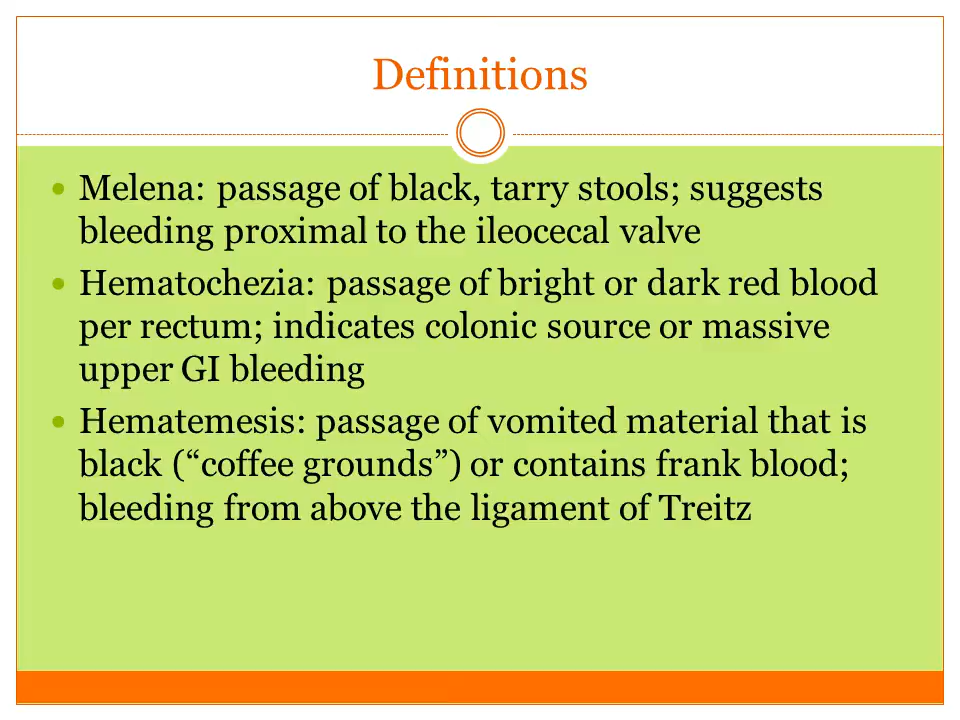 Definitions
• Melena: passage of black, tarry stools; suggests
bleeding proximal to the ileocecal valve
• Hematochezia: passage of bright or dark red blood
per rectum; indicates colonic source or massive
upper GI bleeding
• Hematemesis: passage of vomited material that is
black (“coffee grounds”) or contains frank blood;
bleeding from above the ligament of Treitz